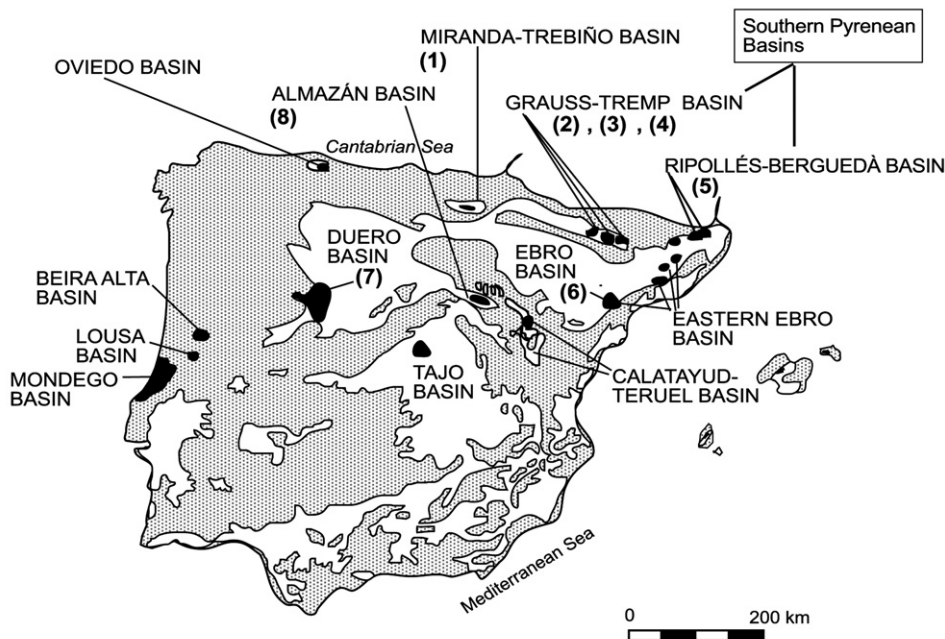 Southern Pyrenean
Basins
MIRANDA-TREBIÑO BASIN
(1)
OVIEDO BASIN
ALMAZÁN BASIN
(8)
GRAUSS-TREMP BASIN
(2) , (3) , (4)
Cantabrian Sea
RIPOLLÉS-BERGUEDÀ BASIN
(5)
DUERO
BASIN
(7)
EBRO
BASIN
(6)
BEIRA ALTA
BASIN
LOUSA
BASIN
MONDEGO
BASIN
EASTERN EBRO
BASIN
TAJO
BASIN
CALATAYUD-
TERUEL BASIN
Mediterranean Sea
0 200 km